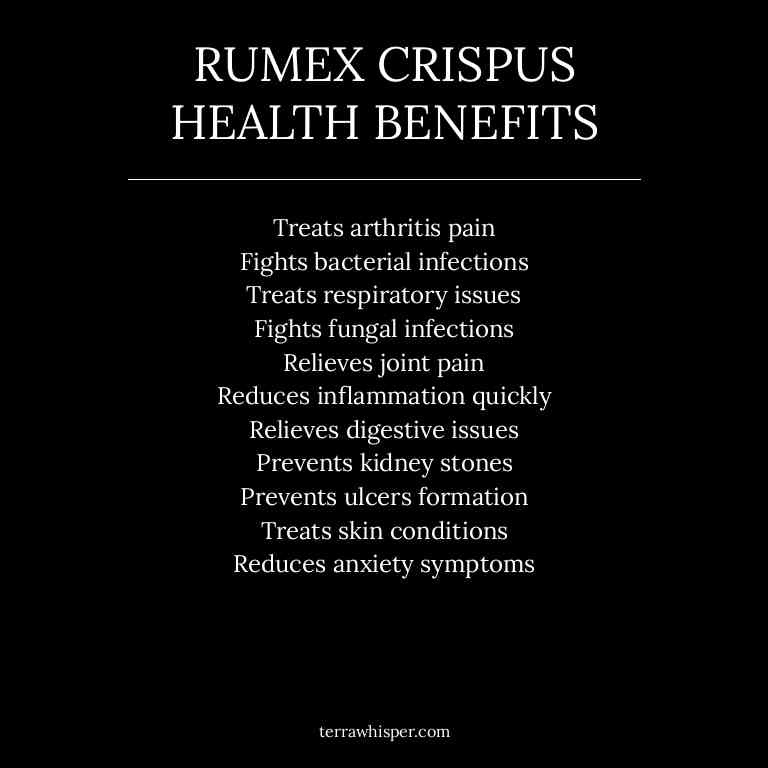 RUMEX CRISPUS
HEALTH BENEFITS
Treats arthritis pain
Fights bacterial infections
Treats respiratory issues
Fights fungal infections
Relieves joint pain
Reduces inflammation quickly
Relieves digestive issues
Prevents kidney stones
Prevents ulcers formation
Treats skin conditions
Reduces anxiety symptoms
terrawhisper.com